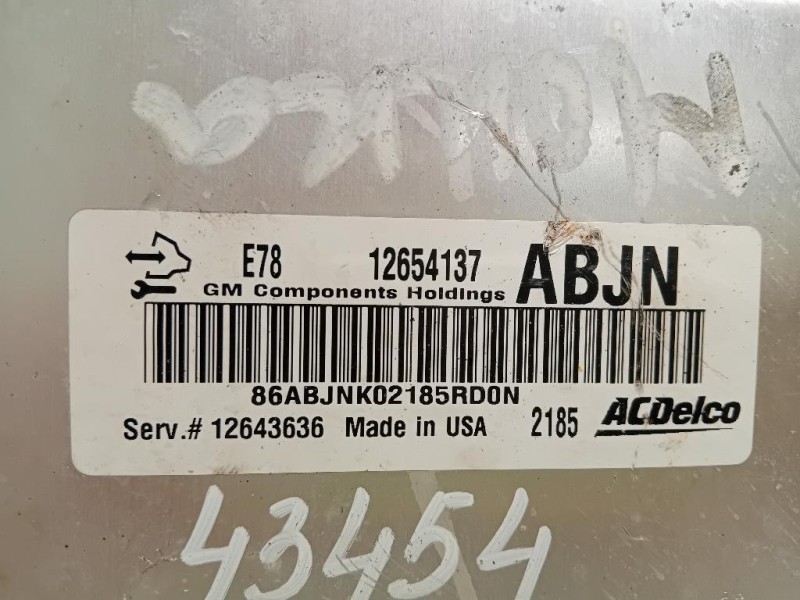 E78 12654137 ABJN
GM Components Holdings
86ABJNK02185RD0N
Serv.# 12643636 Made in USA 2185 ACDelco
43454